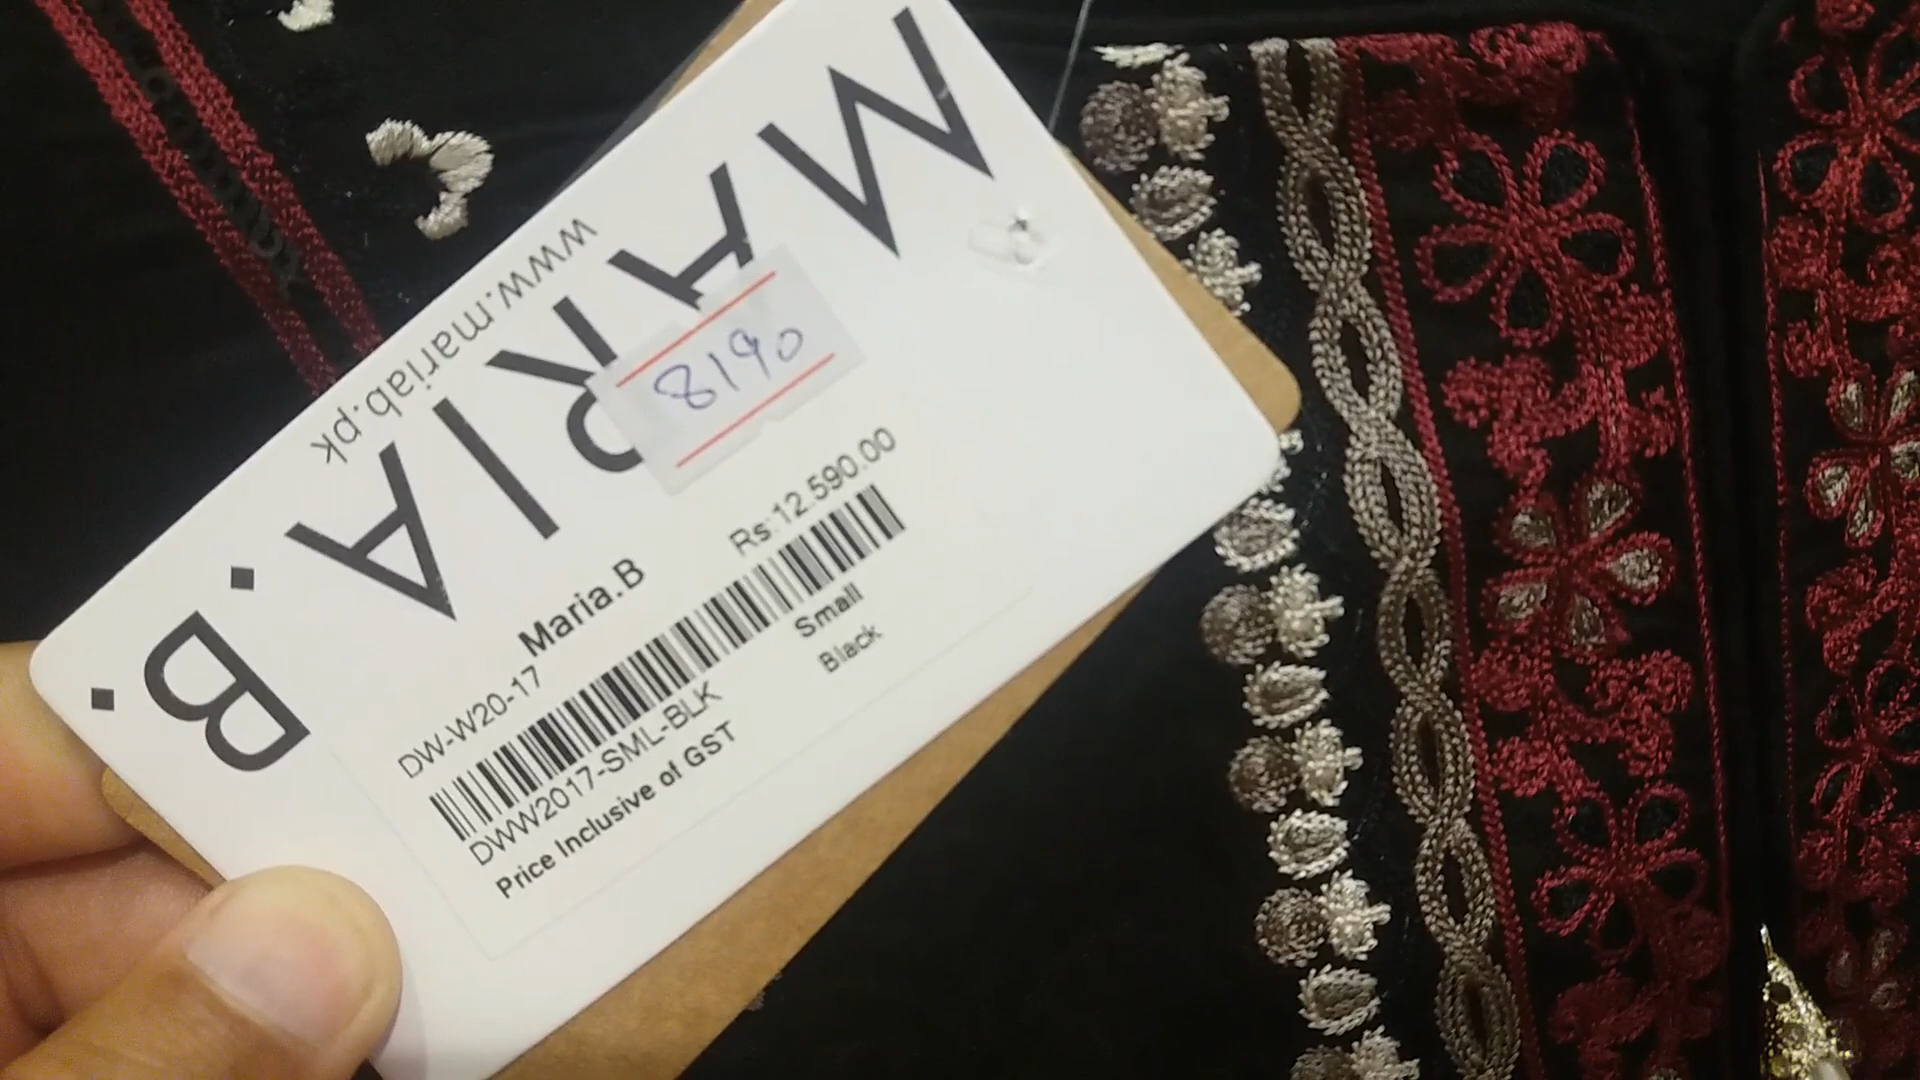 MARIA.B.
www.mariab.pk
8190
Rs:12.590.00
Maria.B
DW-W20-17
Small
DWW2017-SML-BLK
Black
Price Inclusive of GST